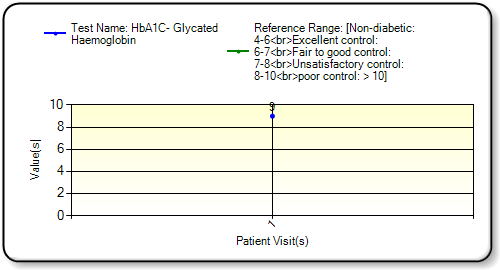 Test Name: HbA1C- Glycated
Haemoglobin
Reference Range: [Non-diabetic:
4-6<br>Excellent control:
6-7<br>Fair to good control:
7-8<br>Unsatisfactory control:
8-10<br>poor control: > 10]
Value(s)
10
8
6
4
2
0
9
1
Patient Visit(s)